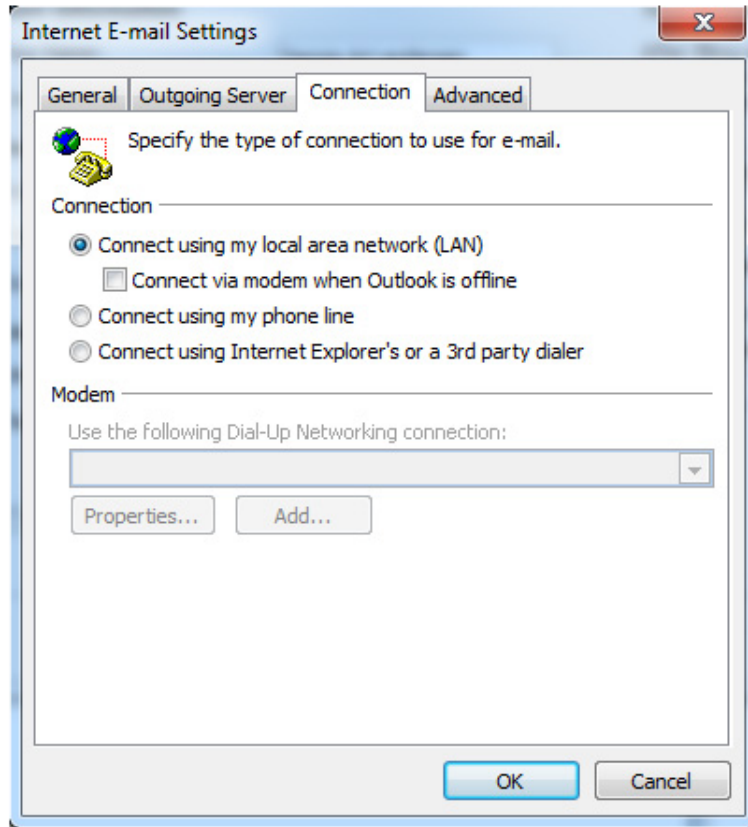 Internet E-mail Settings
General Outgoing Server Connection Advanced
Specify the type of connection to use for e-mail.
Connection
Connect using my local area network (LAN)
Connect via modem when Outlook is offline
Connect using my phone line
Connect using Internet Explorer's or a 3rd party dialer
Modem
Use the following Dial-Up Networking connection:
Properties... Add...
OK Cancel